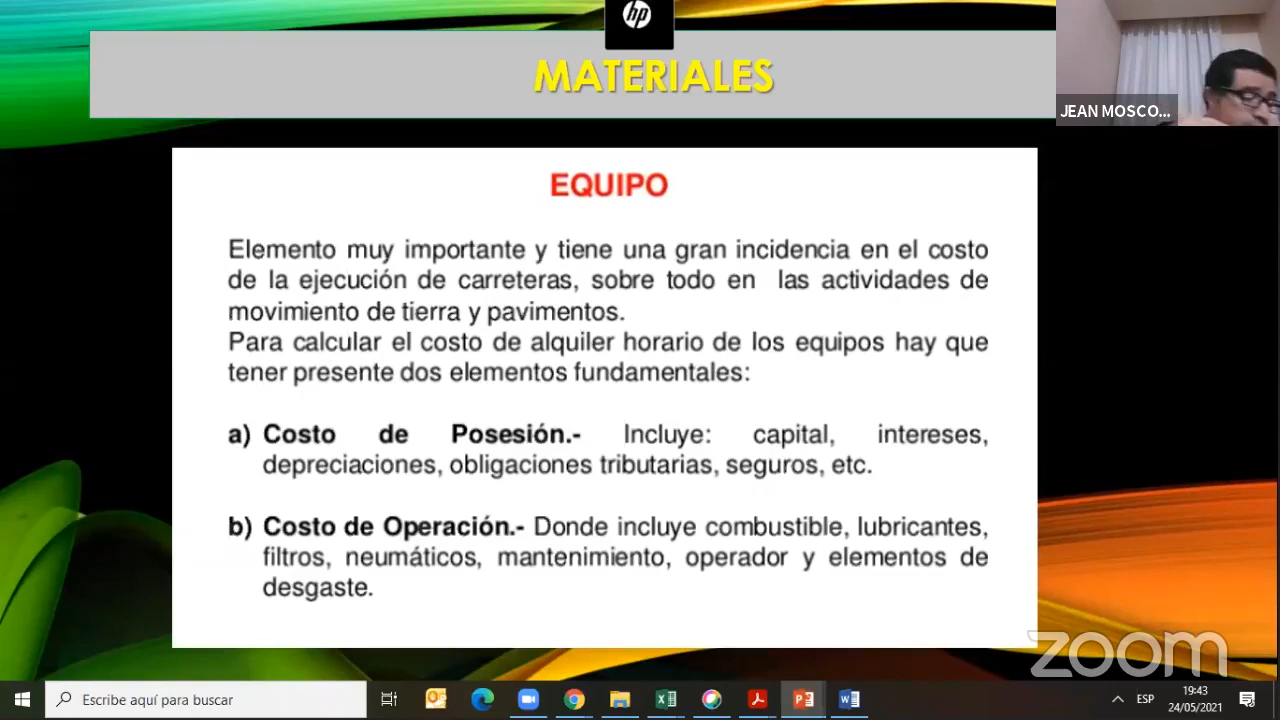 hp
MATERIALES
JEAN MOSCO...
EQUIPO
Elemento muy importante y tiene una gran incidencia en el costo
de la ejecución de carreteras, sobre todo en las actividades de
movimiento de tierra y pavimentos.
Para calcular el costo de alquiler horario de los equipos hay que
tener presente dos elementos fundamentales:
a) Costo de Posesión.- Incluye: capital, intereses,
depreciaciones, obligaciones tributarias, seguros, etc.
b) Costo de Operación.- Donde incluye combustible, lubricantes,
filtros, neumáticos, mantenimiento, operador y elementos de
desgaste.
zoom
Escribe aquí para buscar
ESP
19:43
24/05/2021